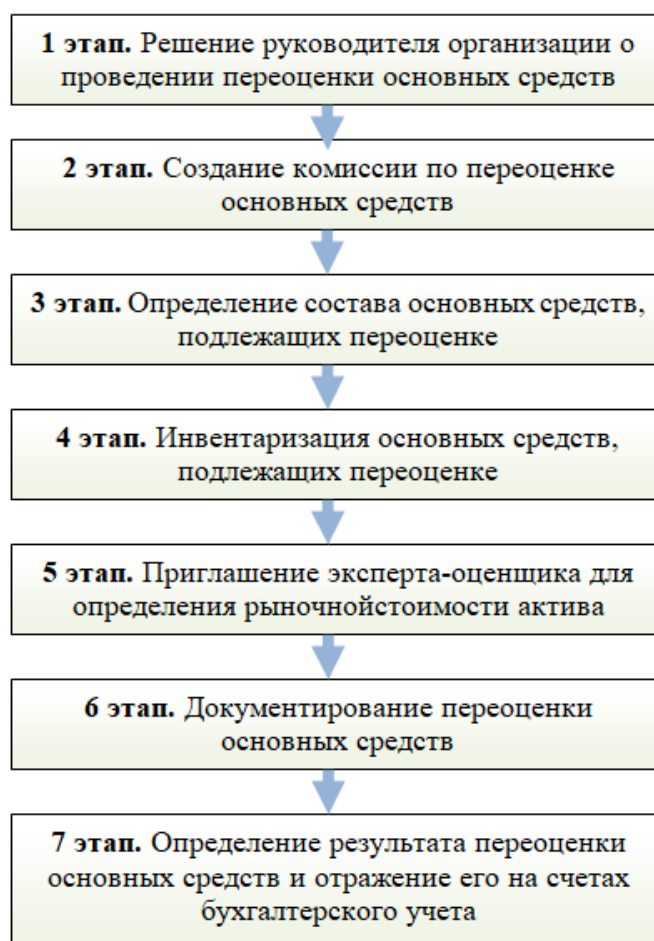 1 этап. Решение руководителя организации о
проведении переоценки основных средств
2 этап. Создание комиссии по переоценке
основных средств
3 этап. Определение состава основных средств,
подлежащих переоценке
4 этап. Инвентаризация основных средств,
подлежащих переоценке
5 этап. Приглашение эксперта-оценщика для
определения рыночнойстоимости актива
6 этап. Документирование переоценки
основных средств
7 этап. Определение результата переоценки
основных средств и отражение его на счетах
бухгалтерского учета